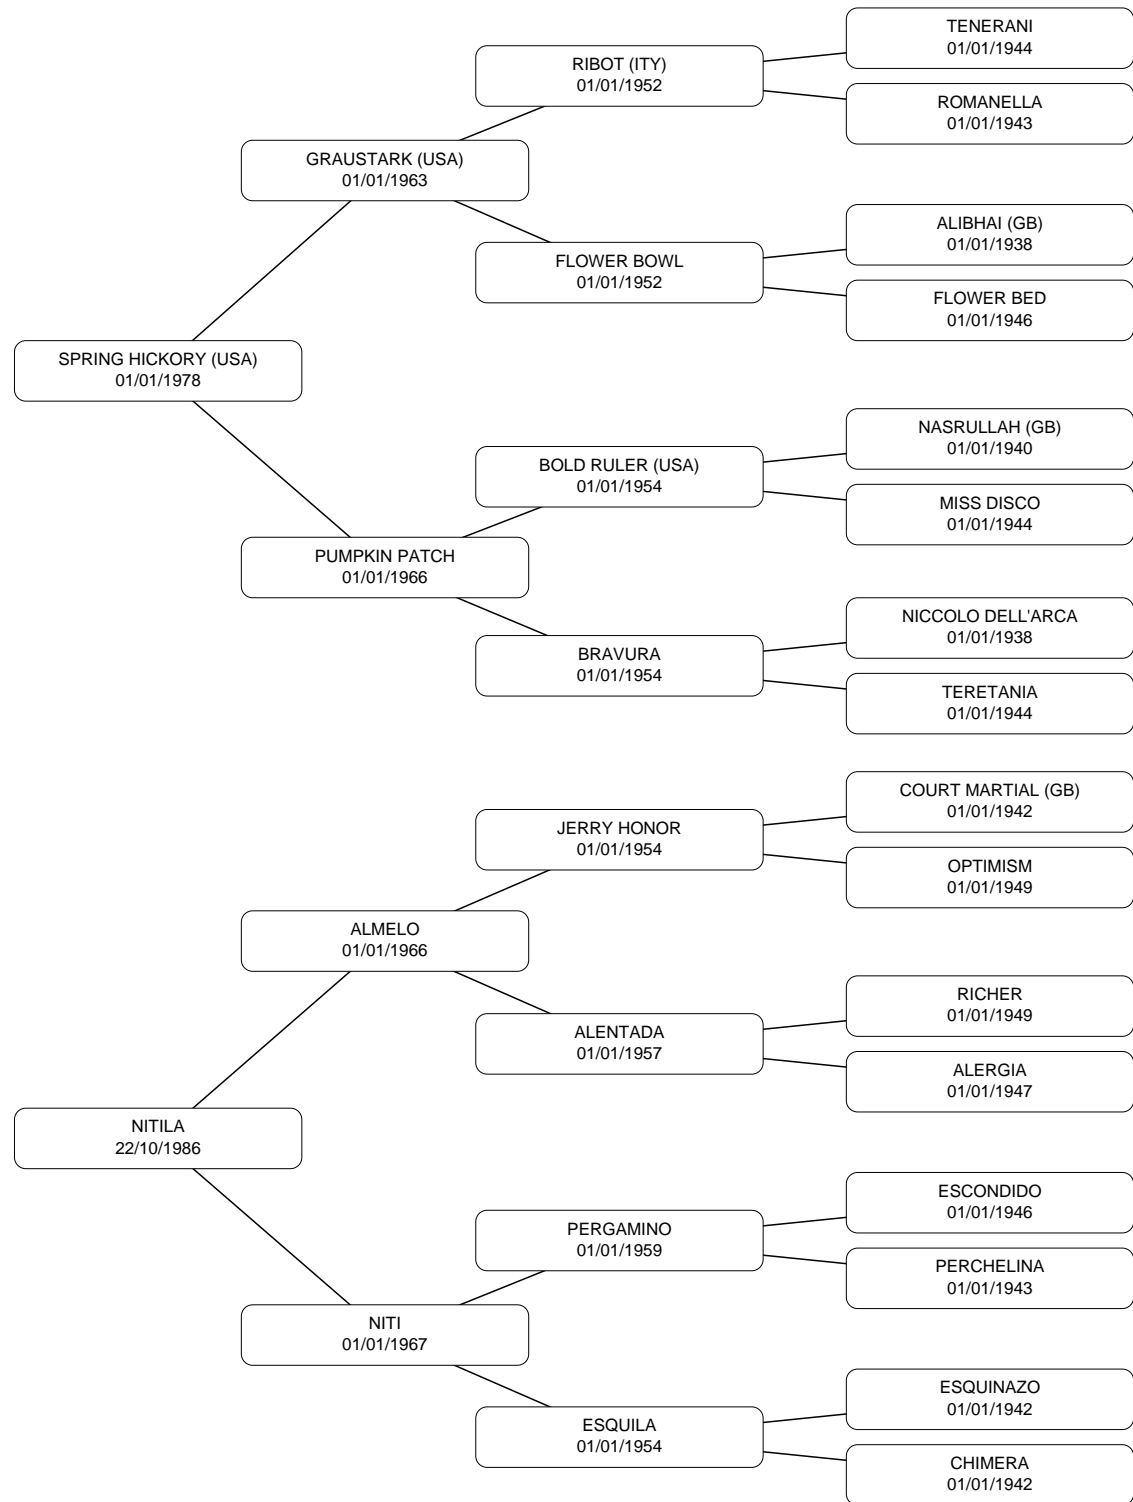 TENERANI
01/01/1944
RIBOT (ITY)
01/01/1952
ROMANELLA
01/01/1943
GRAUSTARK (USA)
01/01/1963
ALIBHAI (GB)
01/01/1938
FLOWER BOWL
01/01/1952
FLOWER BED
01/01/1946
SPRING HICKORY (USA)
01/01/1978
NASRULLAH (GB)
01/01/1940
BOLD RULER (USA)
01/01/1954
MISS DISCO
01/01/1944
PUMPKIN PATCH
01/01/1966
NICCOLO DELL'ARCA
01/01/1938
BRAVURA
01/01/1954
TERETANIA
01/01/1944
COURT MARTIAL (GB)
01/01/1942
JERRY HONOR
01/01/1954
OPTIMISM
01/01/1949
ALMELO
01/01/1966
RICHER
01/01/1949
ALENTADA
01/01/1957
ALERGIA
01/01/1947
NITILA
22/10/1986
ESCONDIDO
01/01/1946
PERGAMINO
01/01/1959
PERCHELINA
01/01/1943
NITI
01/01/1967
ESQUINAZO
01/01/1942
ESQUILA
01/01/1954
CHIMERA
01/01/1942